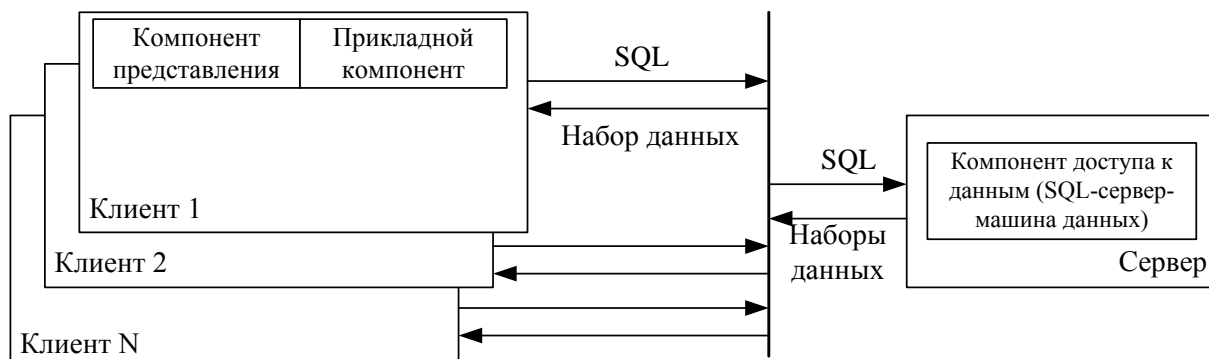 Компонент
представления
Прикладной
компонент
SQL
Набор данных
Клиент 1
Клиент 2
Клиент N
SQL
Наборы
данных
Компонент доступа к
данным (SQL-сервер-
машина данных)
Сервер